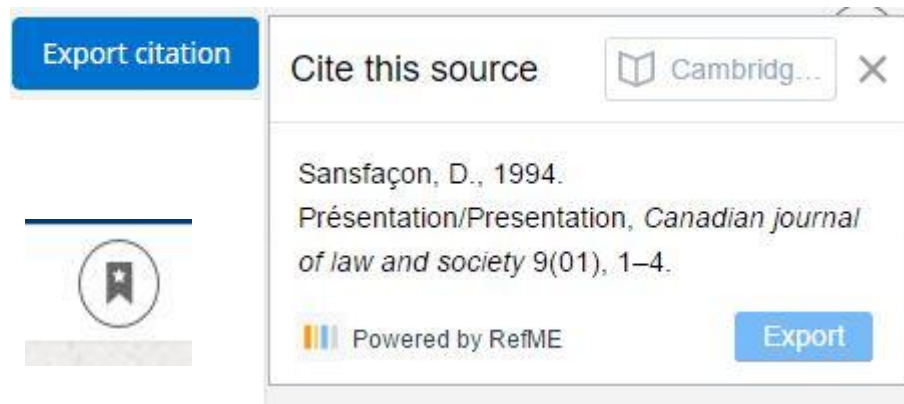 Export citation
Cite this source
Cambridg...
Sansfaçon, D., 1994.
Présentation/Presentation, Canadian journal
of law and society 9(01), 1–4.
Powered by RefME
Export